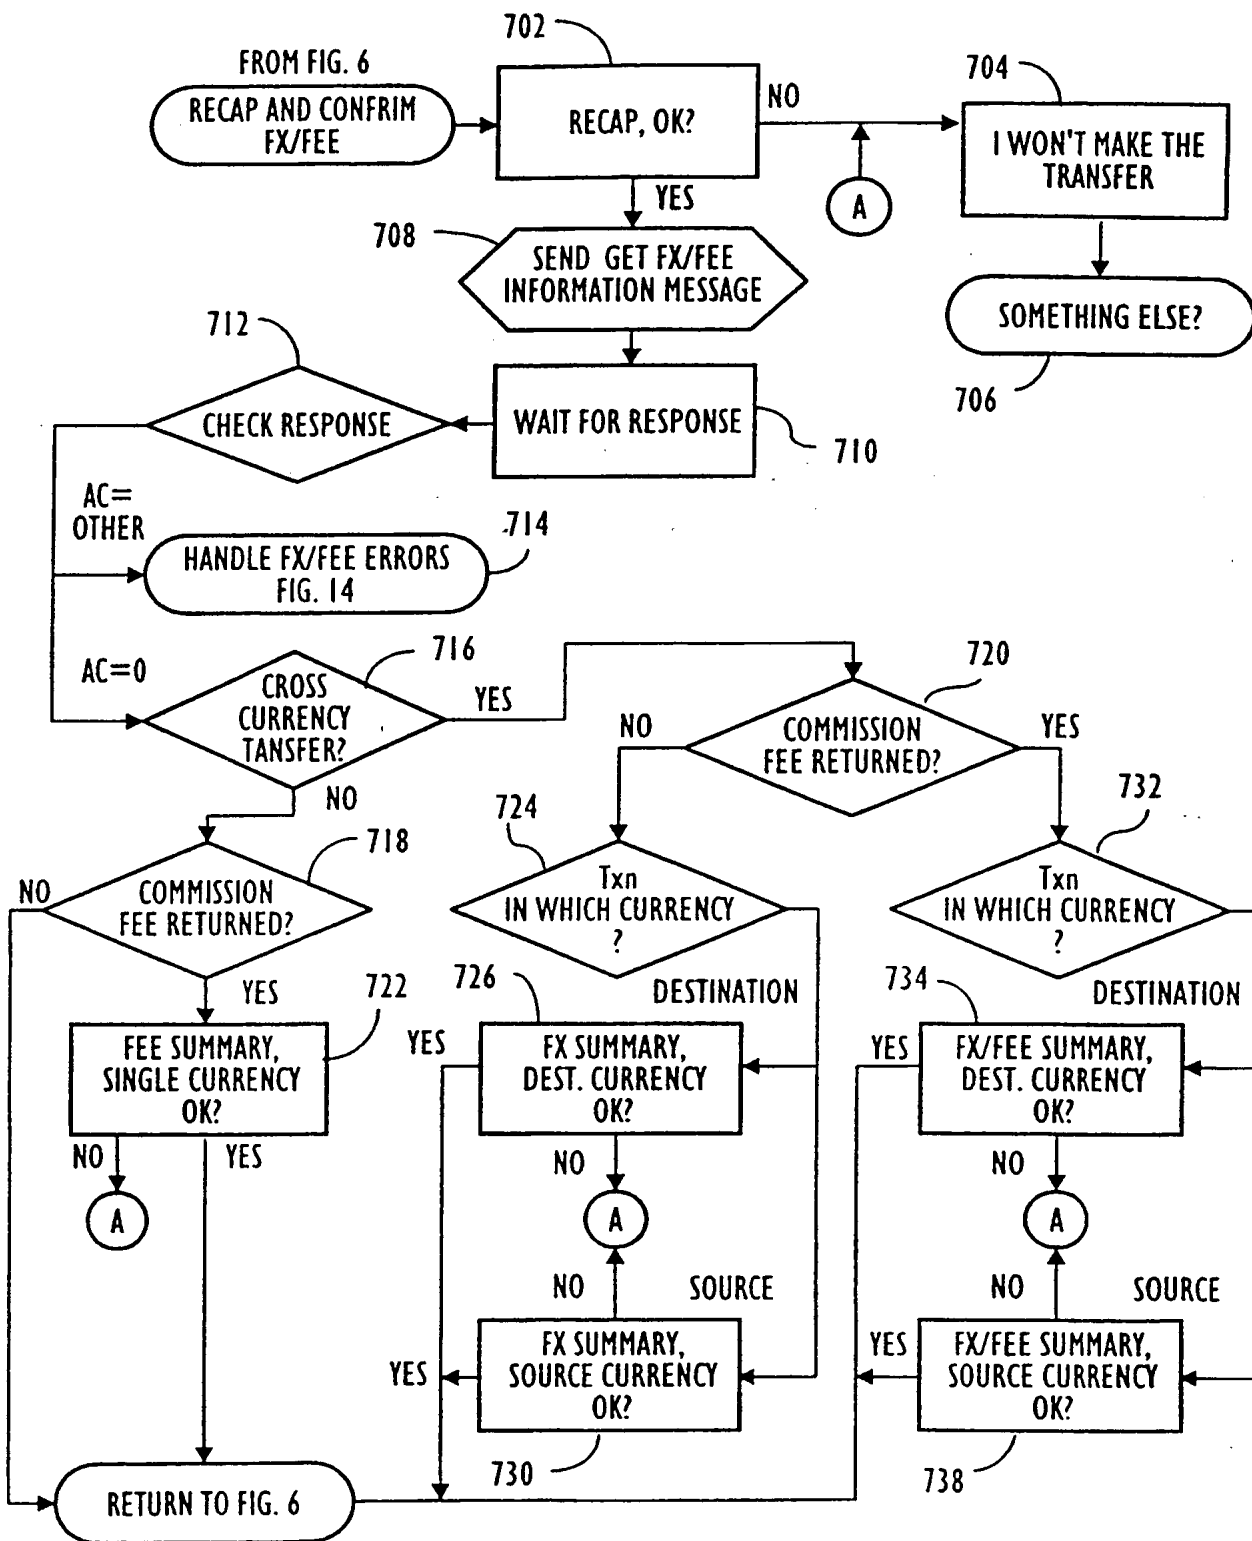 702
FROM FIG. 6
RECAP AND CONFRIM
FX/FEE
RECAP, OK?
NO
704
I WON'T MAKE THE
TRANSFER
A
YES
708
SEND GET FX/FEE
INFORMATION MESSAGE
SOMETHING ELSE?
706
712
CHECK RESPONSE
WAIT FOR RESPONSE
710
AC=
OTHER
714
HANDLE FX/FEE ERRORS
FIG. 14
AC=0
716
CROSS
CURRENCY
TANSFER?
YES
NO
720
COMMISSION
FEE RETURNED?
NO
YES
718
NO
COMMISSION
FEE RETURNED?
YES
724
Txn
IN WHICH CURRENCY
?
732
Txn
IN WHICH CURRENCY
?
722
FEE SUMMARY,
SINGLE CURRENCY
OK?
NO
YES
A
726
DESTINATION
YES
FX SUMMARY,
DEST. CURRENCY
OK?
NO
A
NO
SOURCE
YES
FX SUMMARY,
SOURCE CURRENCY
OK?
730
734
DESTINATION
YES
FX/FEE SUMMARY,
DEST. CURRENCY
OK?
NO
A
NO
SOURCE
YES
FX/FEE SUMMARY,
SOURCE CURRENCY
OK?
738
RETURN TO FIG. 6